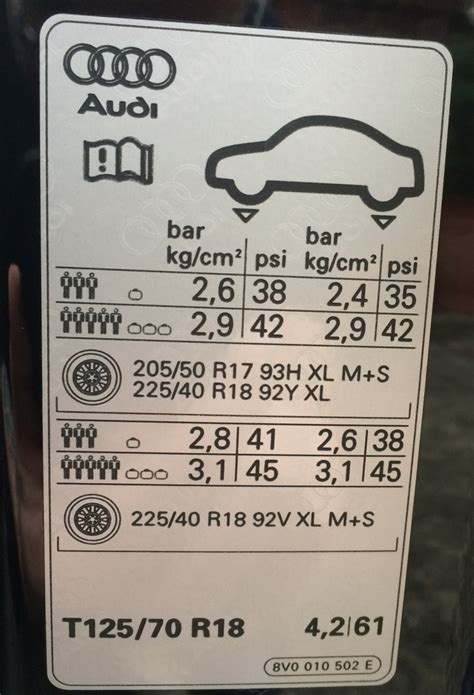 Audi
bar bar
kg/cm² psi kg/cm² psi
2,6 38 2,4 35
2,9 42 2,9 42
205/50 R17 93H XL M+S
225/40 R18 92Y XL
2,8 41 2,6 38
3,1 45 3,1 45
225/40 R18 92V XL M+S
T125/70 R18 4,2 61
8V0 010 502 E